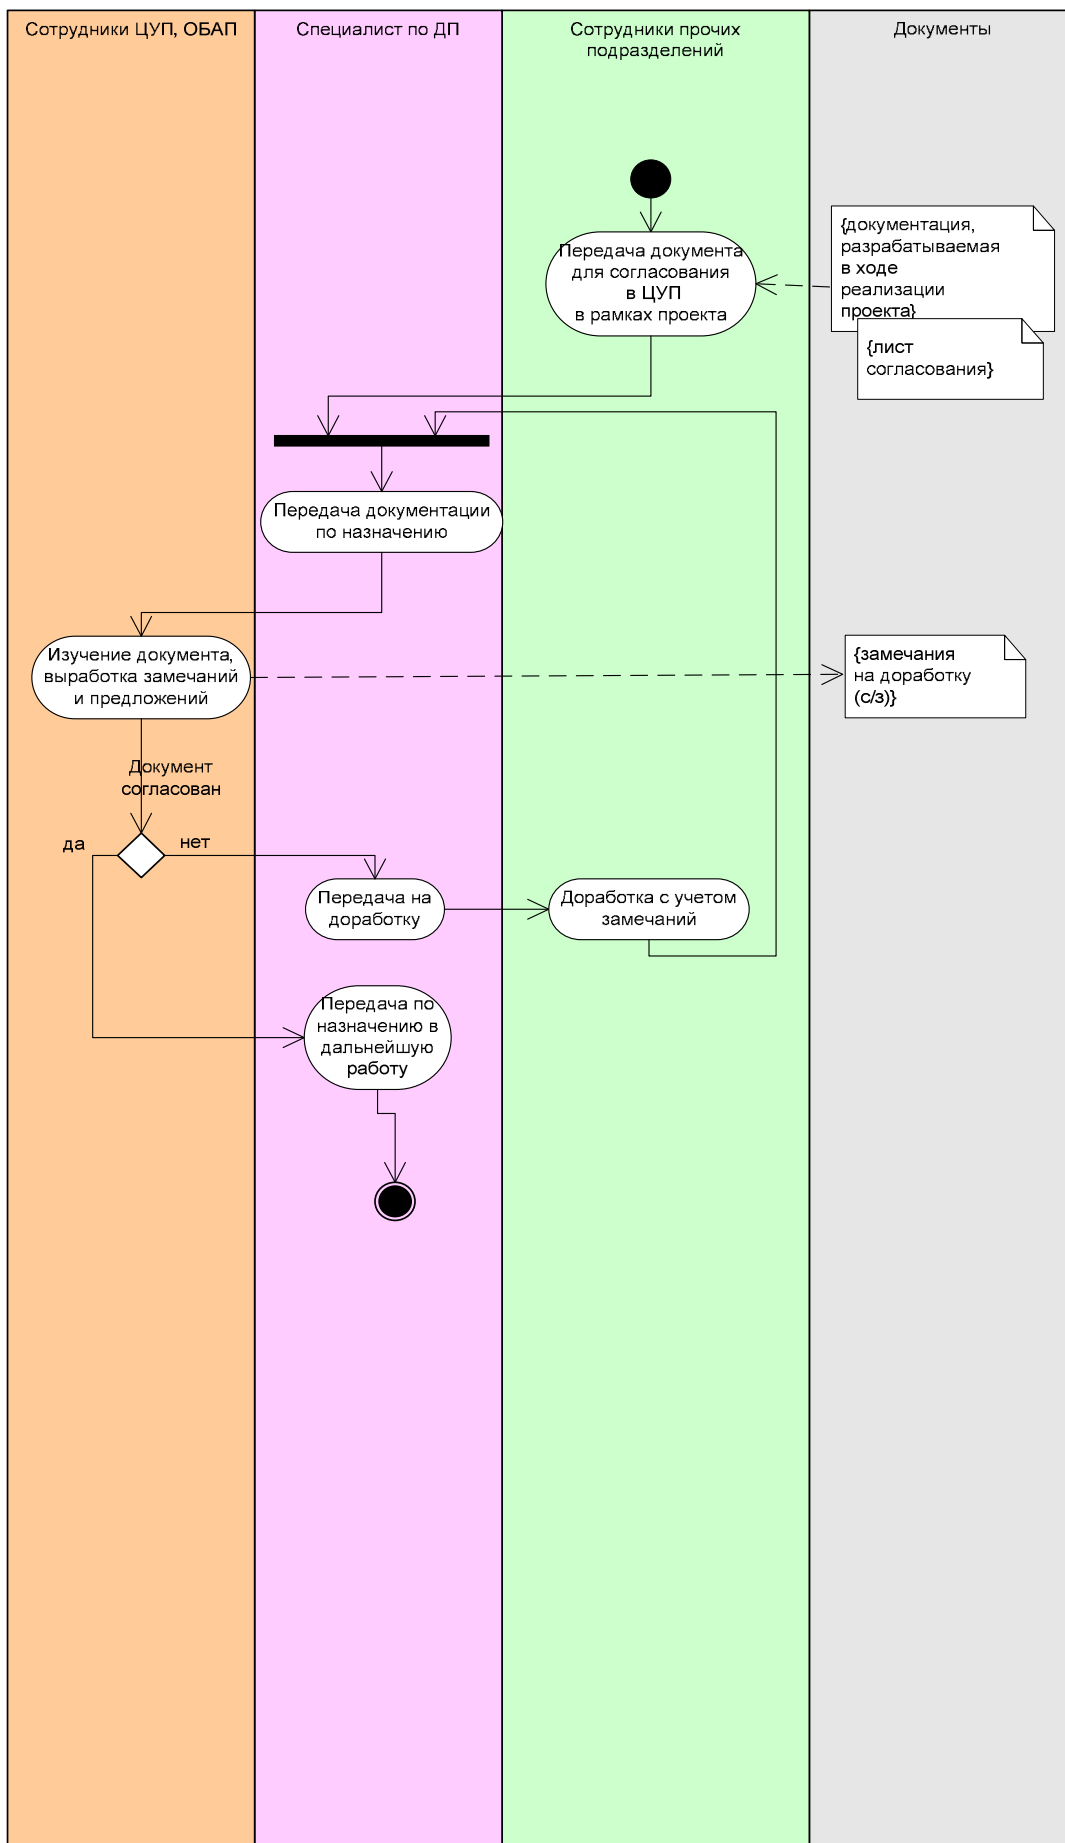 Сотрудники ЦУП, ОБАП
Специалист по ДП
Сотрудники прочих
подразделений
Документы
Передача документа
для согласования
в ЦУП
в рамках проекта
{документация,
разрабатываемая
в ходе
реализации
проекта}
{лист
согласования}
Передача документации
по назначению
Изучение документа,
выработка замечаний
и предложений
{замечания
на доработку
(с/з)}
Документ
согласован
да
нет
Передача на
доработку
Доработка с учетом
замечаний
Передача по
назначению в
дальнейшую
работу